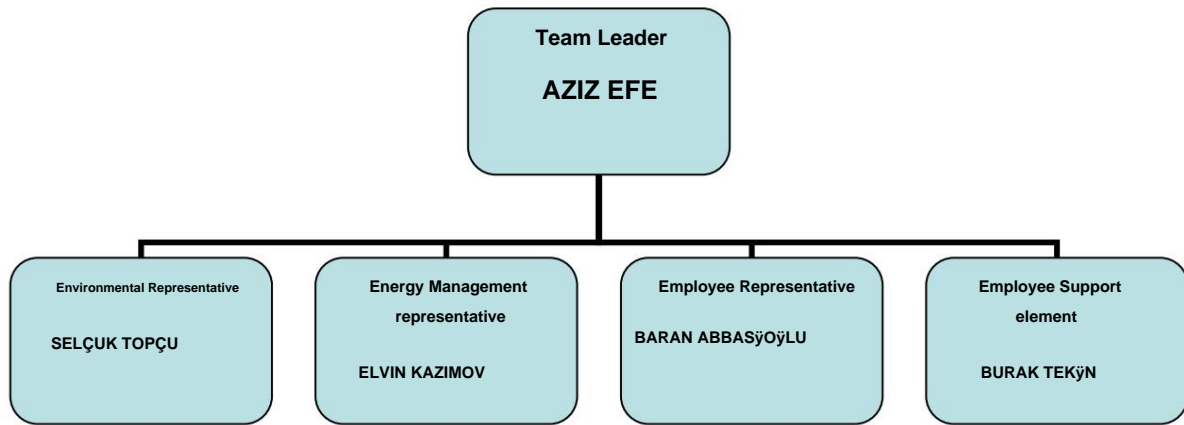 Team Leader
AZIZ EFE
Environmental Representative
SELÇUK TOPÇU
Energy Management
representative
ELVIN KAZIMOV
Employee Representative
BARAN ABBASÿOÿLU
Employee Support
element
BURAK TEKÿN